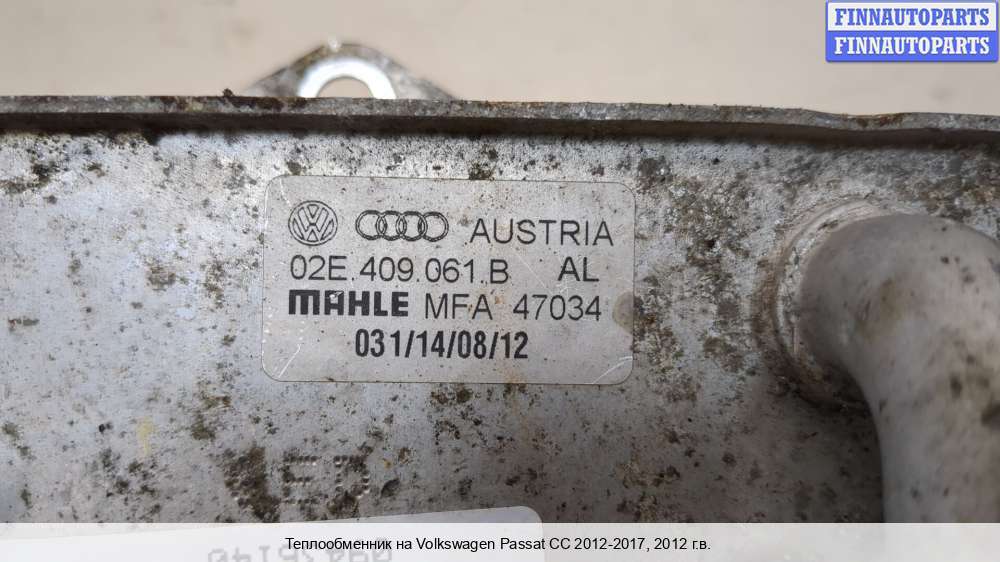 FINNAUTOPARTS
FINNAUTOPARTS
AUSTRIA
02E.409.061.B AL
MAHLE MFA 47034
031/14/08/12
Теплообменник на Volkswagen Passat CC 2012-2017, 2012 г.в.